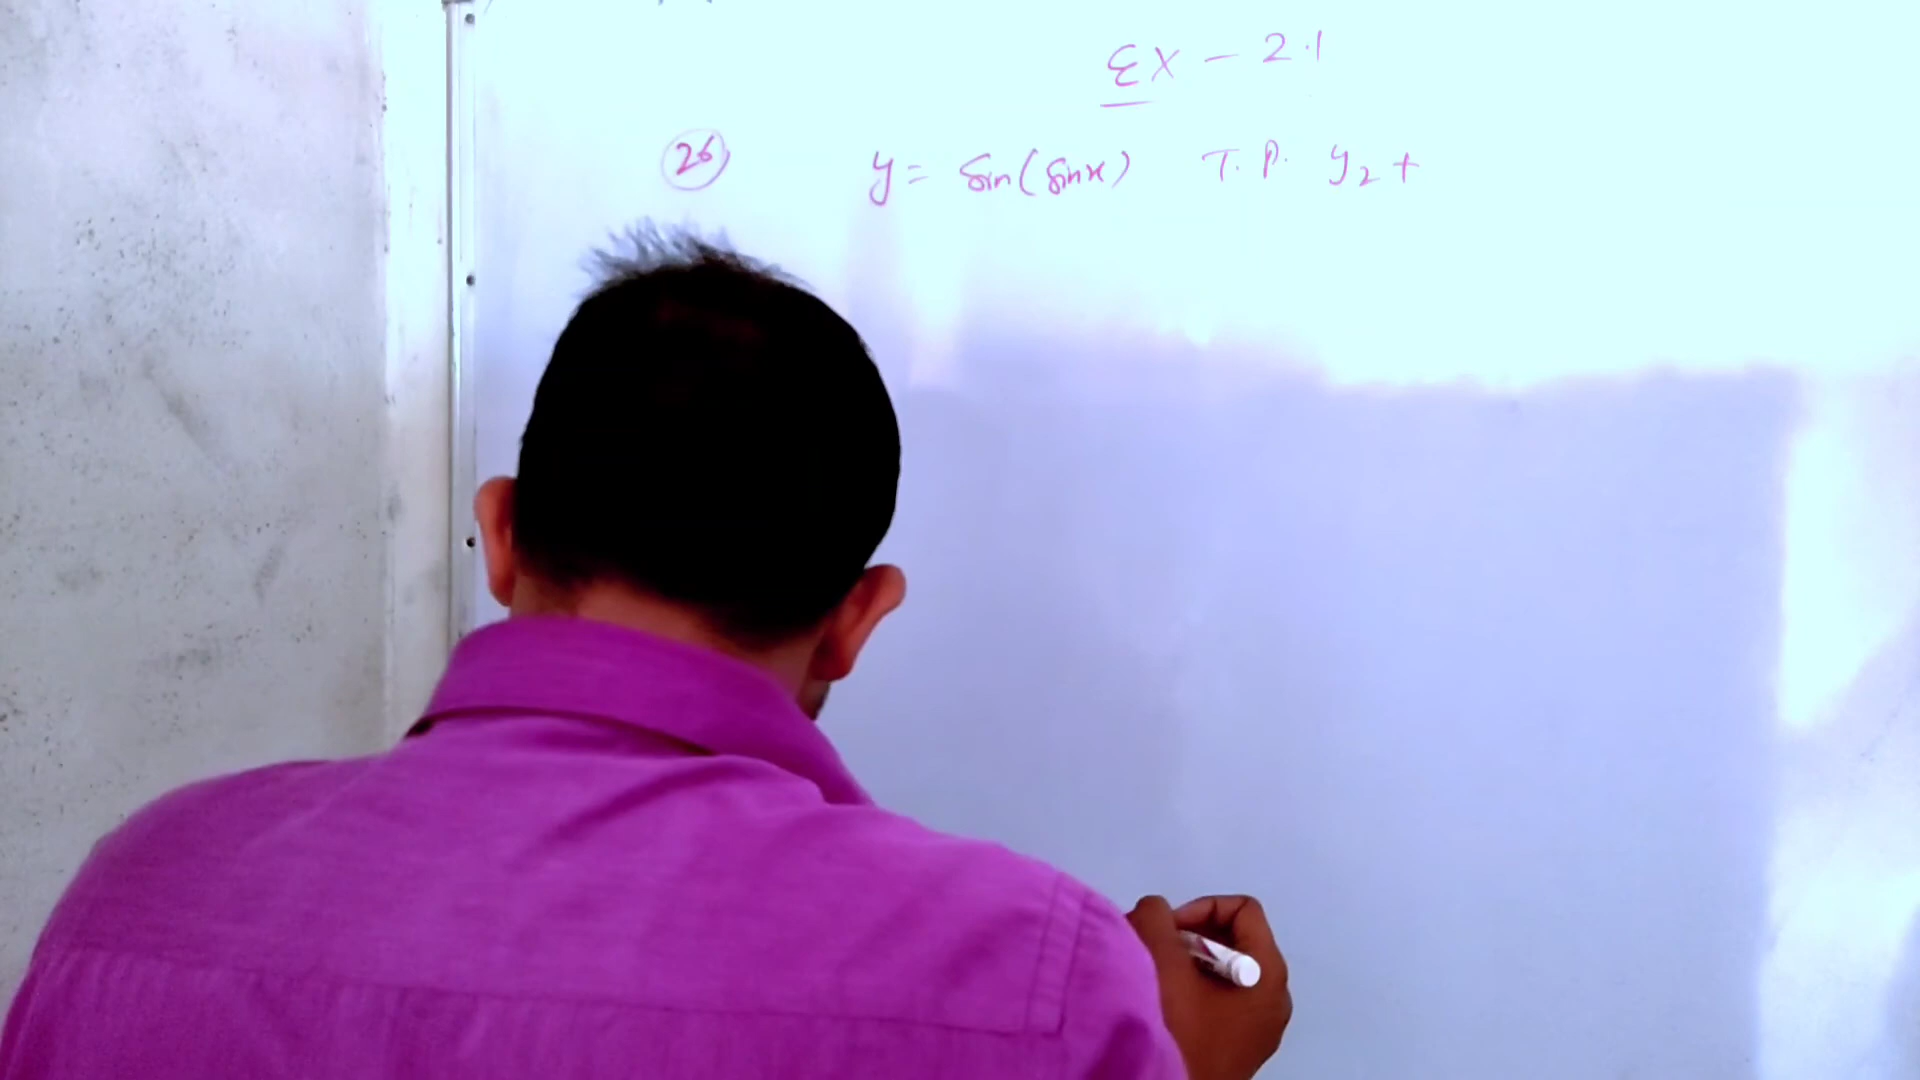 Ex - 2.1
26 y = sin(sinx) T.P. y₂ +